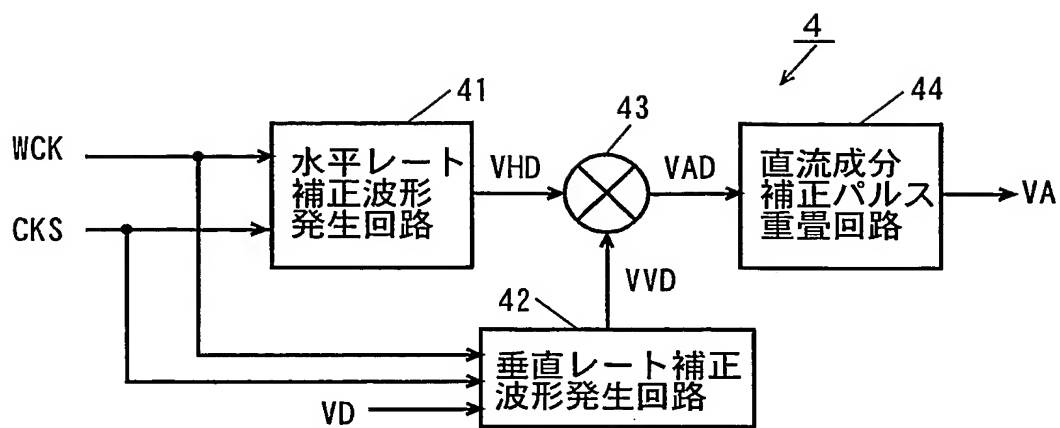 4
41
43
44
WCK
水平レート
補正波形
発生回路
VHD
VAD
直流成分
補正パルス
重畳回路
VA
CKS
VVD
42
垂直レート補正
波形発生回路
VD